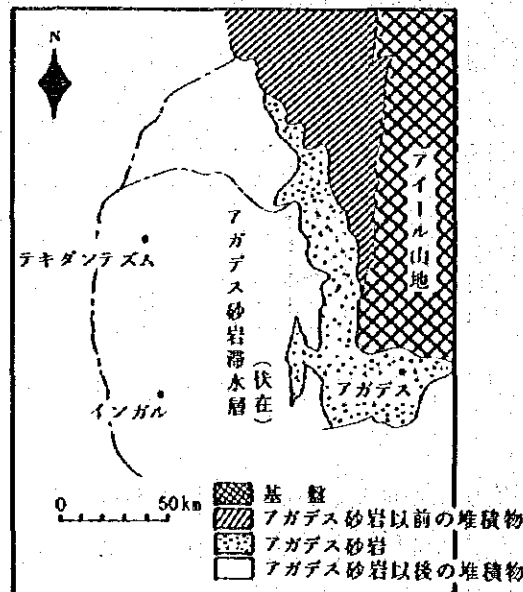 N
アイール山地
テキダンテズム
アガデス砂岩滞水層
(伏在)
アガデス
インガル
0 50km
基 盤
アガデス砂岩以前の堆積物
アガデス砂岩
アガデス砂岩以後の堆積物